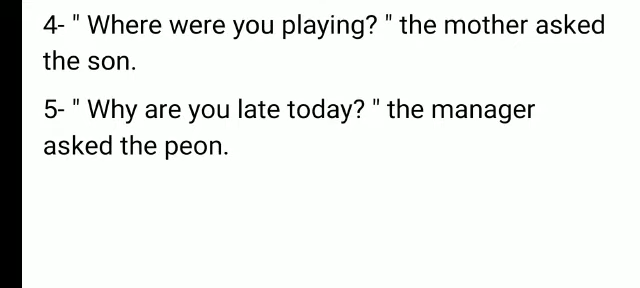 4- " Where were you playing? " the mother asked
the son.
5- " Why are you late today? " the manager
asked the peon.